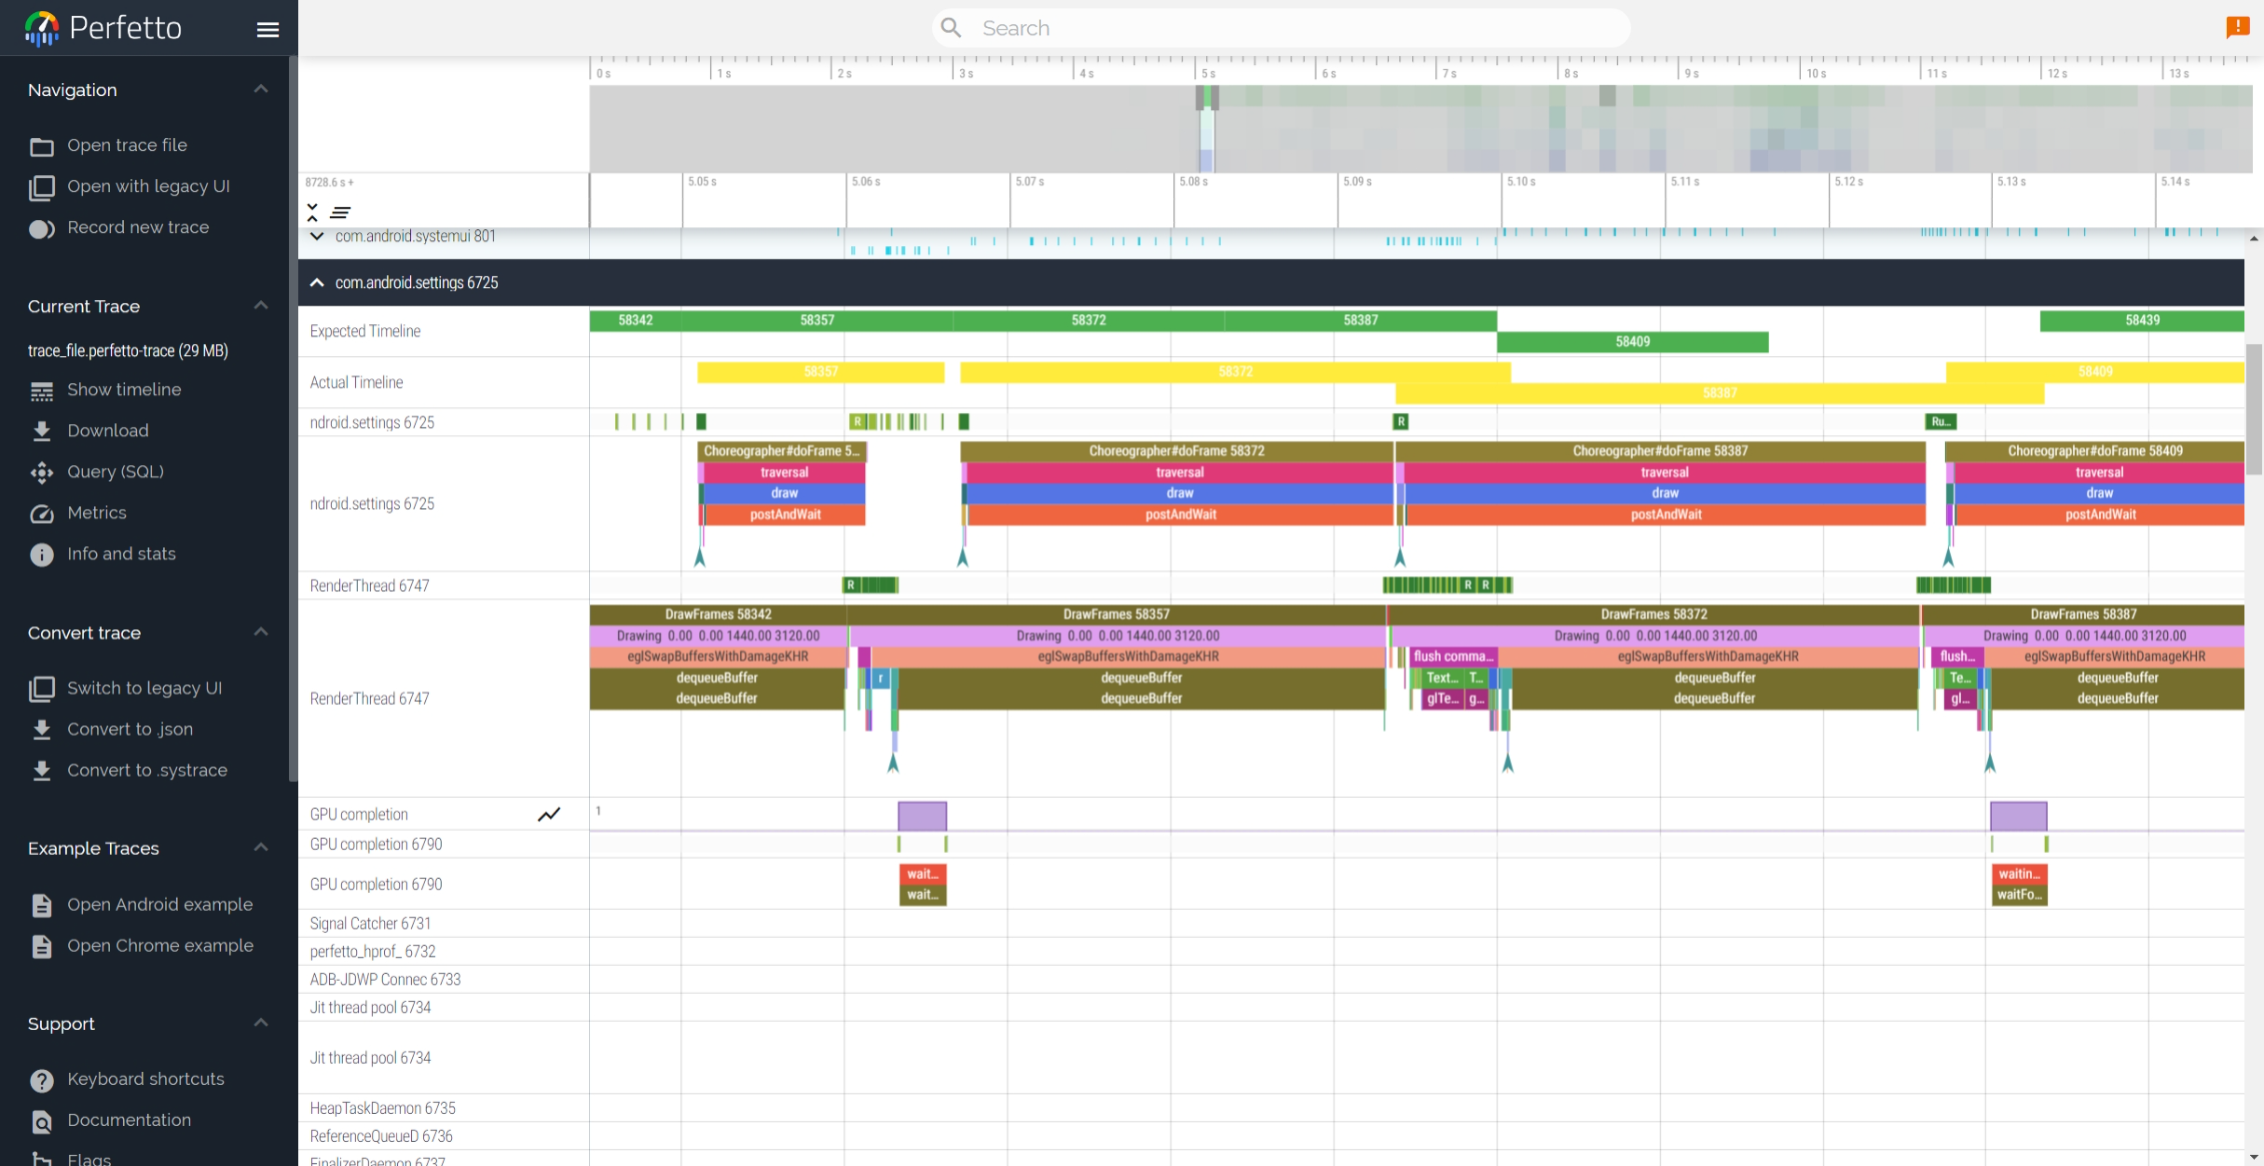 Perfetto
Search
Navigation
Open trace file
Open with legacy UI
Record new trace
Current Trace
trace_file.perfetto-trace (29 MB)
Show timeline
Download
Query (SQL)
Metrics
Info and stats
Convert trace
Switch to legacy UI
Convert to .json
Convert to .systrace
Example Traces
Open Android example
Open Chrome example
Support
Keyboard shortcuts
Documentation
Flags
0 s 1 s 2 s 3 s 4 s 5 s 6 s 7 s 8 s 9 s 10 s 11 s 12 s 13 s
8728.6 s + 5.05 s 5.06 s 5.07 s 5.08 s 5.09 s 5.10 s 5.11 s 5.12 s 5.13 s 5.14 s
com.android.systemui 801
com.android.settings 6725
Expected Timeline 58342 58357 58372 58387 58439
58409
Actual Timeline 58357 58372 58409
58387
ndroid.settings 6725 R R Ru...
ndroid.settings 6725
Choreographer#doFrame 5... Choreographer#doFrame 58372 Choreographer#doFrame 58387 Choreographer#doFrame 58409
traversal traversal traversal traversal
draw draw draw draw
postAndWait postAndWait postAndWait postAndWait
RenderThread 6747 R R R
RenderThread 6747
DrawFrames 58342 DrawFrames 58357 DrawFrames 58372 DrawFrames 58387
Drawing 0.00 0.00 1440.00 3120.00 Drawing 0.00 0.00 1440.00 3120.00 Drawing 0.00 0.00 1440.00 3120.00 Drawing 0.00 0.00 1440.00 3120.00
eglSwapBuffersWithDamageKHR eglSwapBuffersWithDamageKHR flush comma... eglSwapBuffersWithDamageKHR flush... eglSwapBuffersWithDamageKHR
dequeueBuffer r dequeueBuffer Text... T... dequeueBuffer Te... dequeueBuffer
dequeueBuffer dequeueBuffer glTe... g... dequeueBuffer gl... dequeueBuffer
GPU completion 1
GPU completion 6790
GPU completion 6790
wait... waitin...
wait... waitFo...
Signal Catcher 6731
perfetto_hprof_ 6732
ADB-JDWP Connec 6733
Jit thread pool 6734
Jit thread pool 6734
HeapTaskDaemon 6735
ReferenceQueueD 6736
FinalizerDaemon 6737